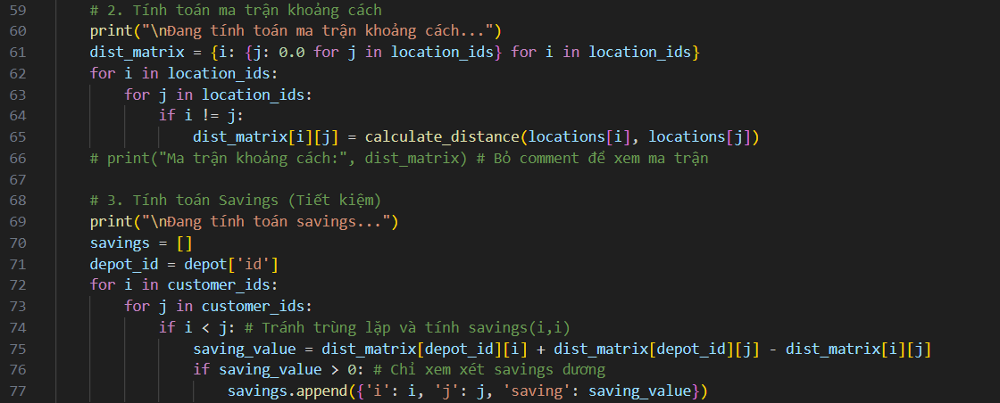 59 # 2. Tính toán ma trận khoảng cách
60 print("\nĐang tính toán ma trận khoảng cách...")
61 dist_matrix = {i: {j: 0.0 for j in location_ids} for i in location_ids}
62 for i in location_ids:
63 for j in location_ids:
64 if i != j:
65 dist_matrix[i][j] = calculate_distance(locations[i], locations[j])
66 # print("Ma trận khoảng cách:", dist_matrix) # Bỏ comment để xem ma trận
67
68 # 3. Tính toán Savings (Tiết kiệm)
69 print("\nĐang tính toán savings...")
70 savings = []
71 depot_id = depot['id']
72 for i in customer_ids:
73 for j in customer_ids:
74 if i < j: # Tránh trùng lặp và tính savings(i,i)
75 saving_value = dist_matrix[depot_id][i] + dist_matrix[depot_id][j] - dist_matrix[i][j]
76 if saving_value > 0: # Chỉ xem xét savings dương
77 savings.append({'i': i, 'j': j, 'saving': saving_value})